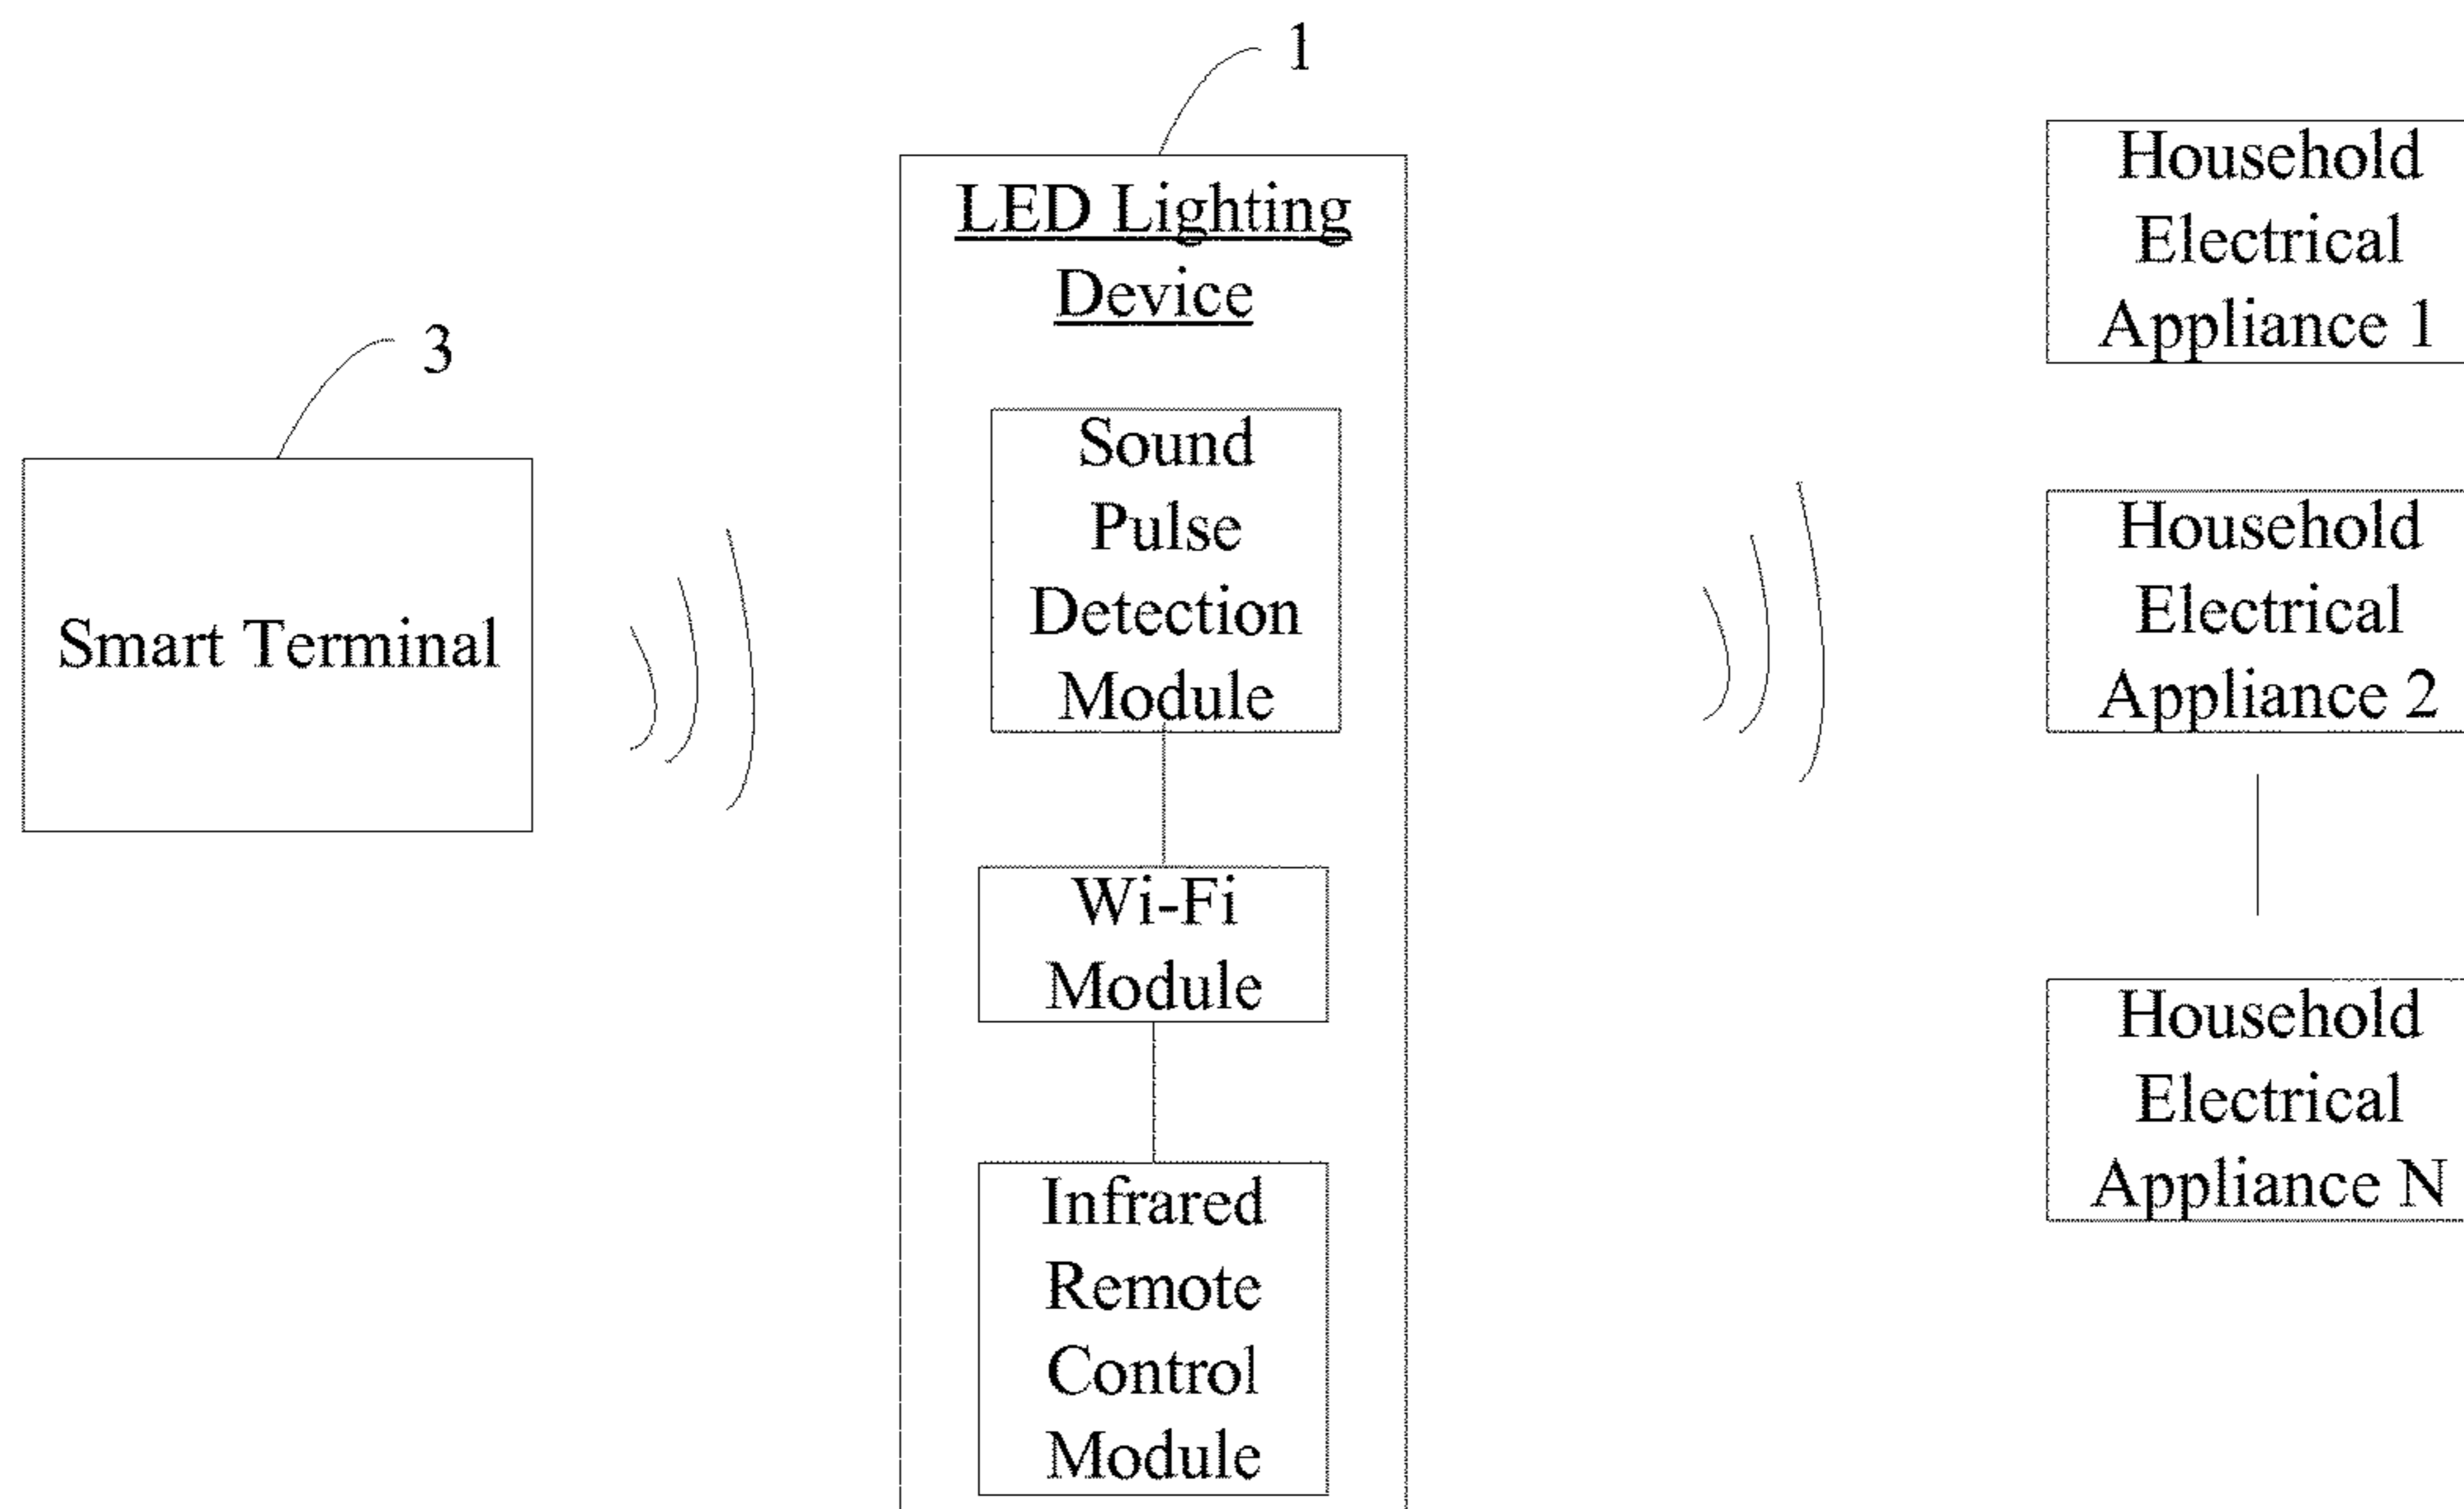 1
LED Lighting
Device
3
Smart Terminal
Sound
Pulse
Detection
Module
Wi-Fi
Module
Infrared
Remote
Control
Module
Household
Electrical
Appliance 1
Household
Electrical
Appliance 2
Household
Electrical
Appliance N